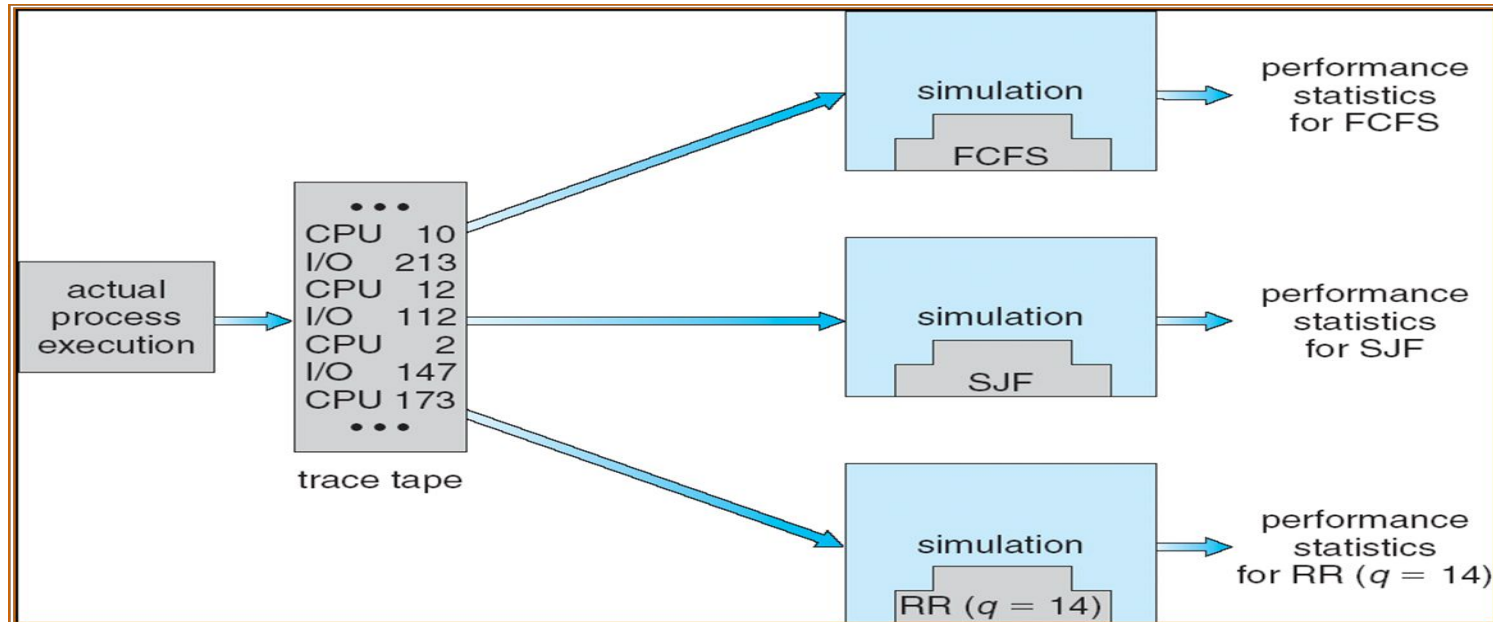 actual
process
execution
• • •
CPU 10
I/O 213
CPU 12
I/O 112
CPU 2
I/O 147
CPU 173
• • •
trace tape
simulation
FCFS
performance
statistics
for FCFS
simulation
SJF
performance
statistics
for SJF
simulation
RR (q = 14)
performance
statistics
for RR (q = 14)